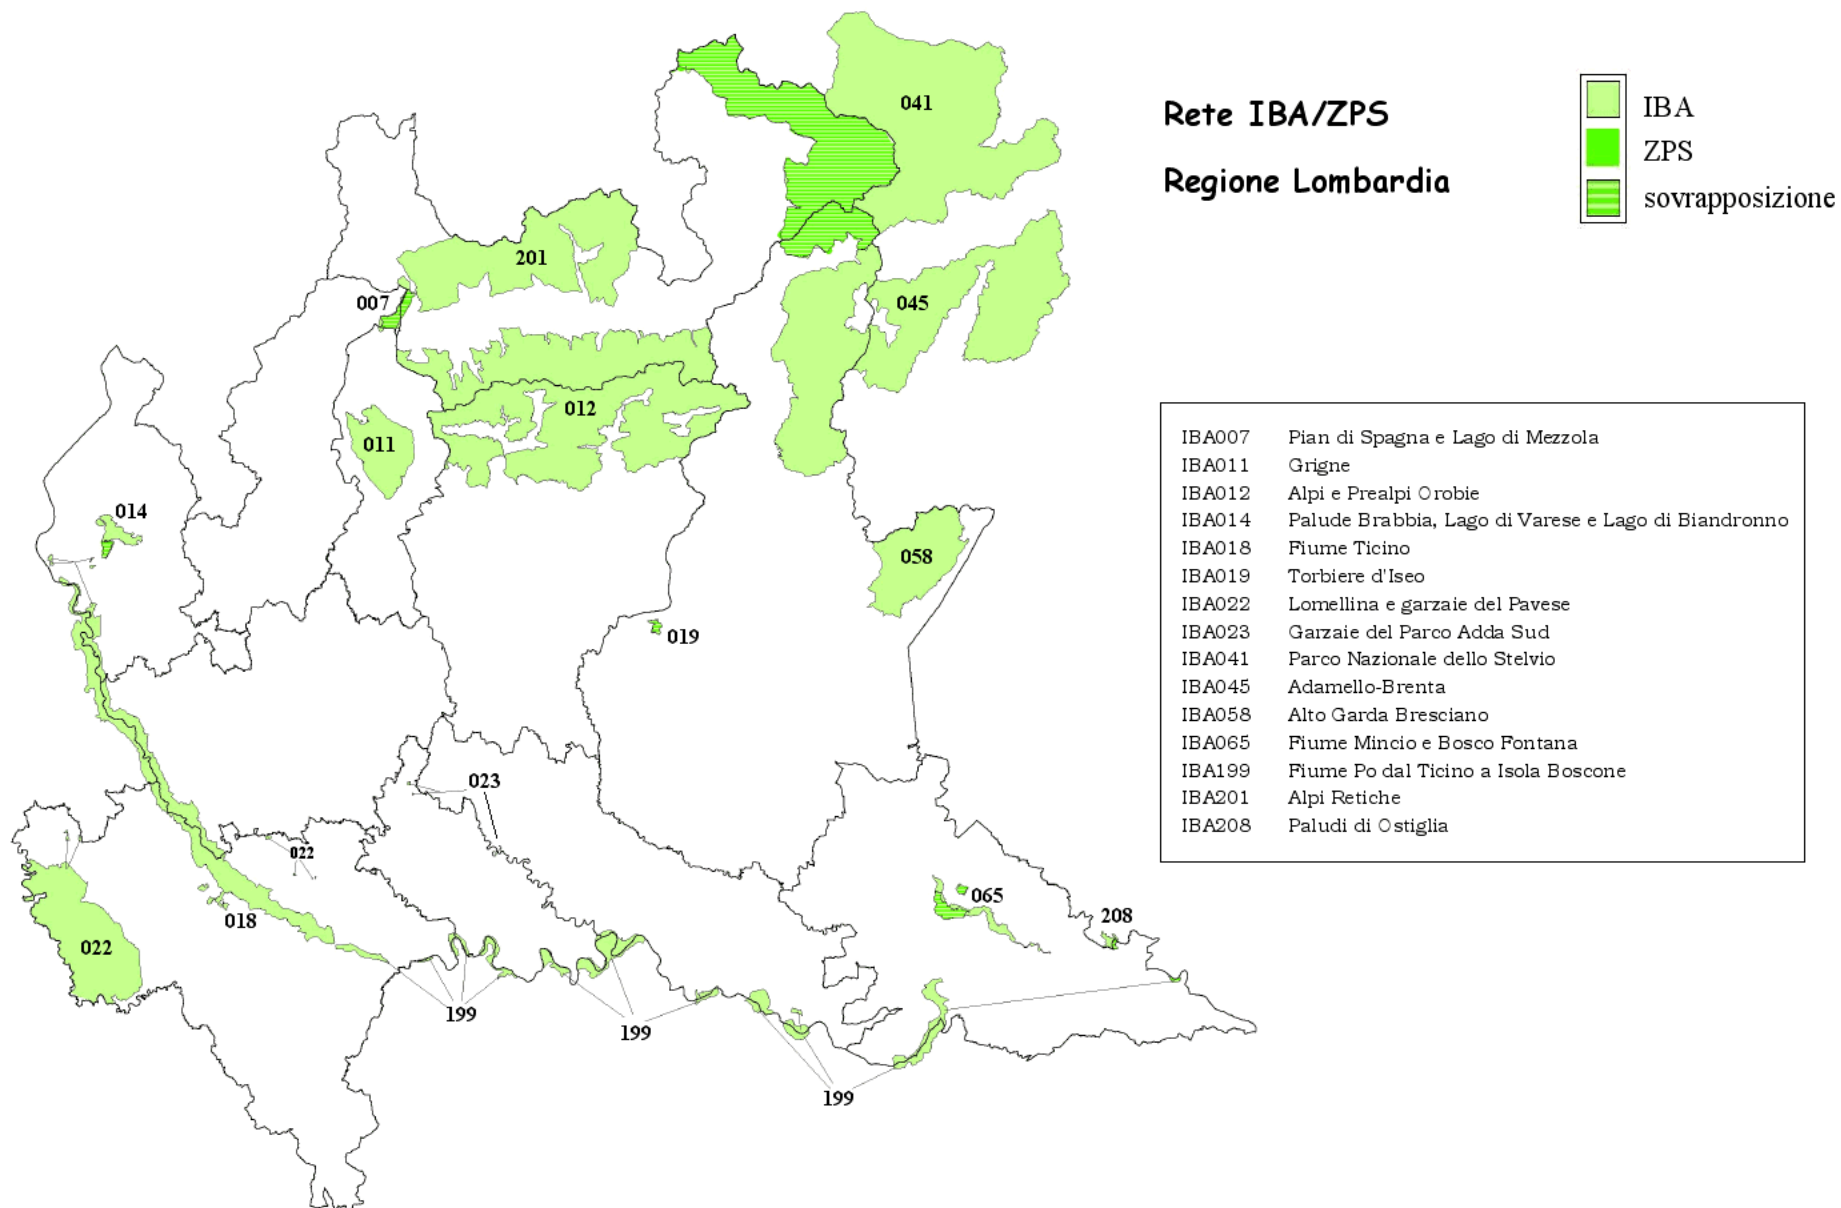 Rete IBA/ZPS
Regione Lombardia
IBA
ZPS
sovrapposizione
041
201
007
045
012
011
014
058
019
023
022
065
208
018
022
199
199
199
IBA007 Pian di Spagna e Lago di Mezzola
IBA011 Grigne
IBA012 Alpi e Prealpi Orobie
IBA014 Palude Brabbia, Lago di Varese e Lago di Biandronno
IBA018 Fiume Ticino
IBA019 Torbiere d'Iseo
IBA022 Lomellina e garzaie del Pavese
IBA023 Garzaie del Parco Adda Sud
IBA041 Parco Nazionale dello Stelvio
IBA045 Adamello-Brenta
IBA058 Alto Garda Bresciano
IBA065 Fiume Mincio e Bosco Fontana
IBA199 Fiume Po dal Ticino a Isola Boscone
IBA201 Alpi Retiche
IBA208 Paludi di Ostiglia